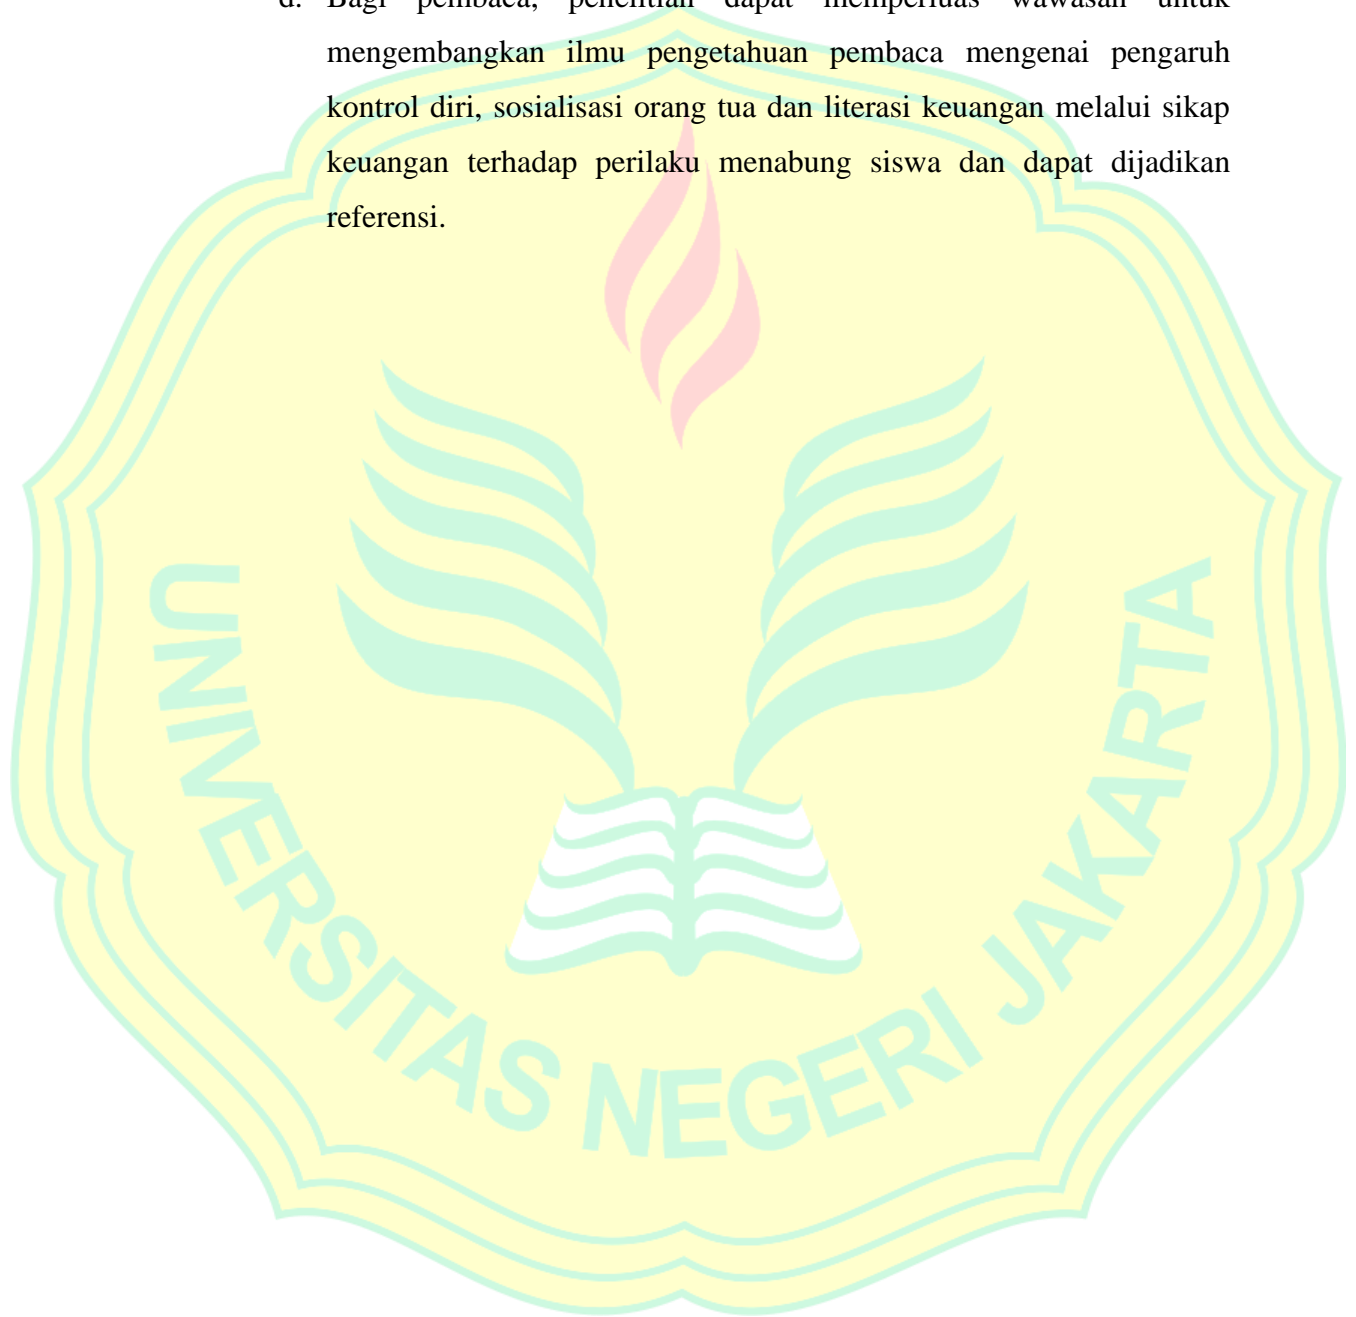 d. Bagi pembaca, penelitian dapat memperluas wawasan untuk
mengembangkan ilmu pengetahuan pembaca mengenai pengaruh
kontrol diri, sosialisasi orang tua dan literasi keuangan melalui sikap
keuangan terhadap perilaku menabung siswa dan dapat dijadikan
referensi.
UNIVERSITAS NEGERI JAKARTA